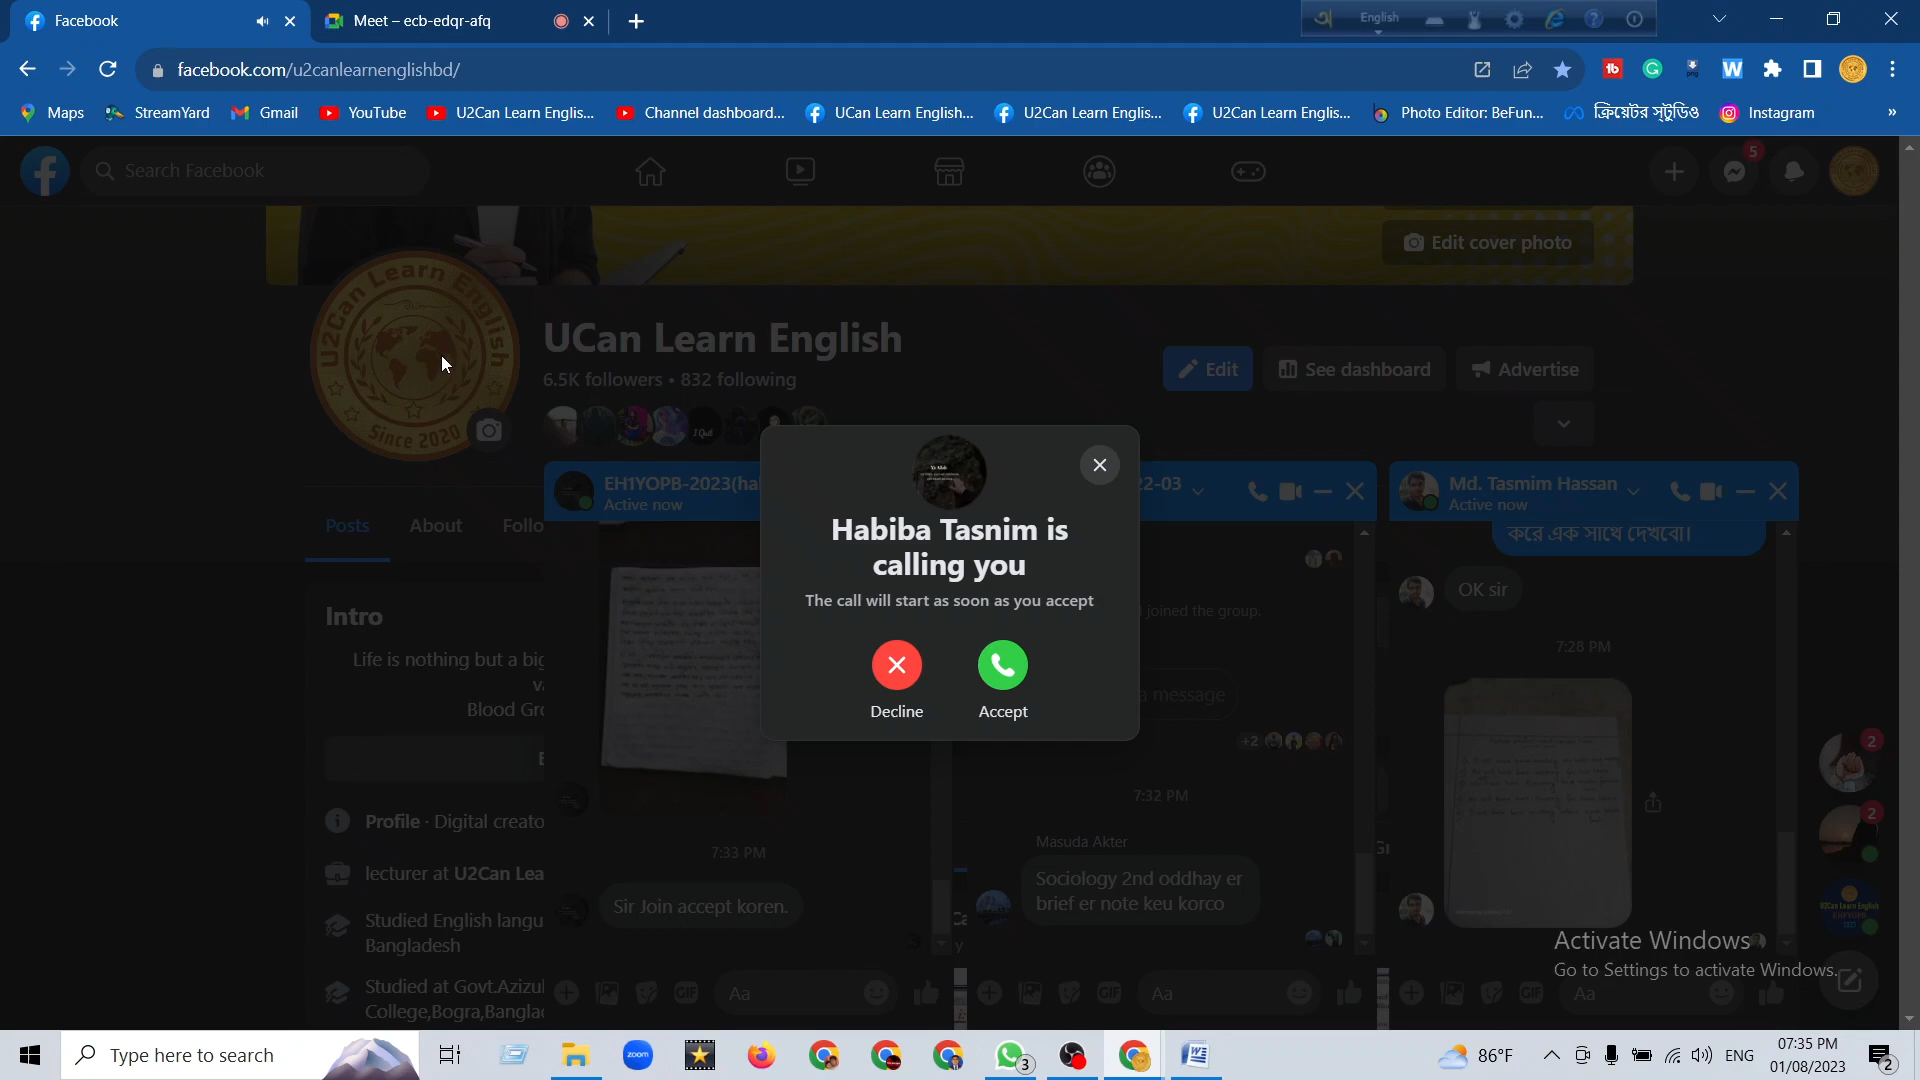 Facebook
Meet – ecb-edqr-afq
English
facebook.com/u2canlearnenglishbd/
Maps
StreamYard
Gmail
YouTube
U2Can Learn Englis...
Channel dashboard...
UCan Learn English...
U2Can Learn Englis...
U2Can Learn Englis...
Photo Editor: BeFun...
ক্রিয়েটর স্টুডিও
Instagram
»
Search Facebook
5
Edit cover photo
U2Can Learn English
Since 2020
UCan Learn English
6.5K followers • 832 following
Edit
See dashboard
Advertise
EH1YOPB-2023(ha
Active now
22-03
Md. Tasmim Hassan
Active now
Habiba Tasnim is
calling you
The call will start as soon as you accept
Decline
Accept
Posts
About
Follo
Intro
Life is nothing but a big
Blood Gro
Profile · Digital creato
lecturer at U2Can Lea
Studied English langu
Bangladesh
Studied at Govt.Azizul
College,Bogra,Banglad
7:33 PM
Sir Join accept koren.
GIF
Aa
joined the group.
a message
+2
7:32 PM
Masuda Akter
Sociology 2nd oddhay er
brief er note keu korco
GIF
Aa
করে এক সাথে দেখবো।
OK sir
7:28 PM
GIF
Aa
2
2
Activate Windows
Go to Settings to activate Windows.
Type here to search
zoom
3
86°F
ENG
07:35 PM
01/08/2023
2